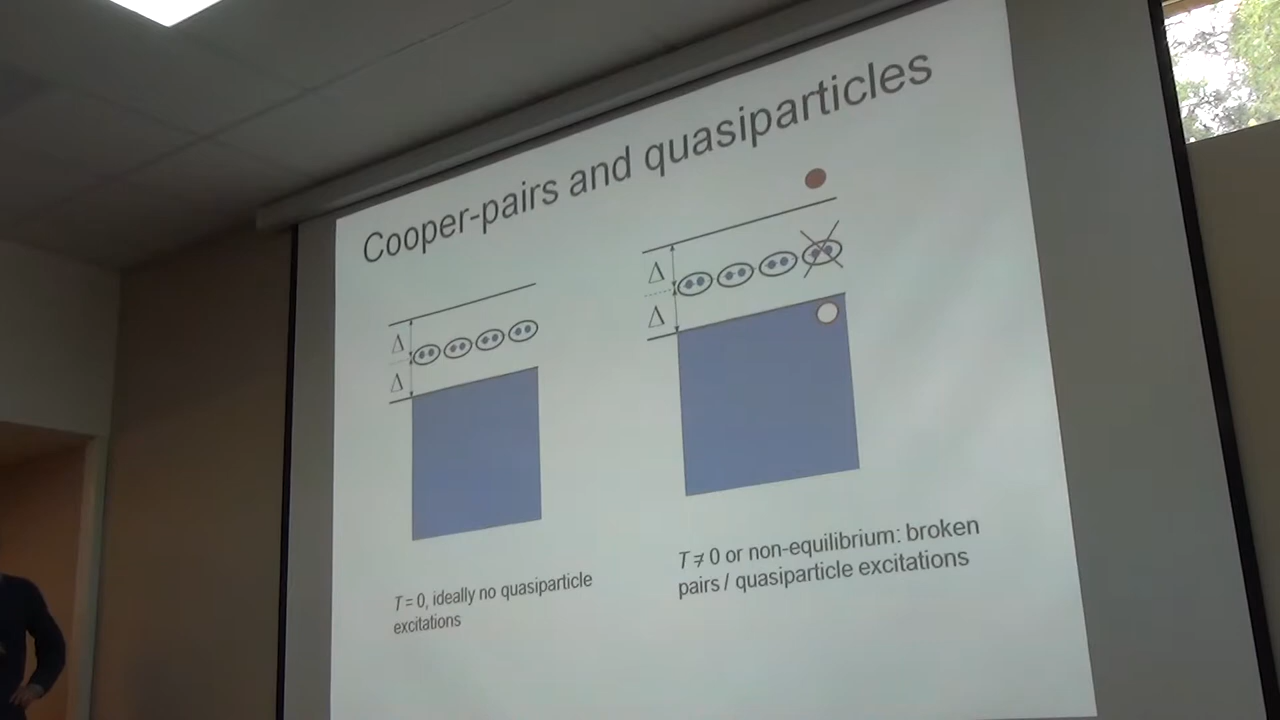 Cooper-pairs and quasiparticles
Δ
Δ
Δ
Δ
T = 0, ideally no quasiparticle
excitations
T ≠ 0 or non-equilibrium: broken
pairs / quasiparticle excitations